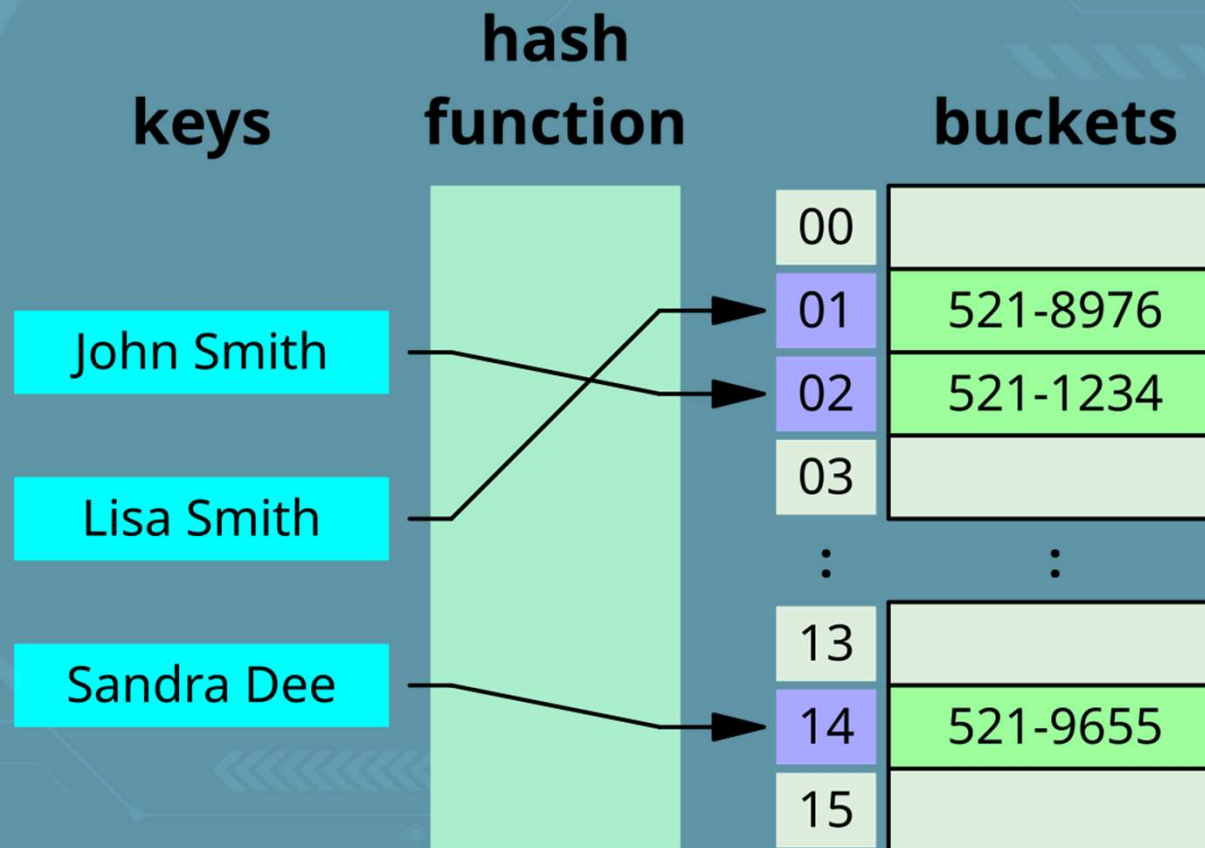 hash
keys function buckets
00
01 521-8976
John Smith
02 521-1234
03
Lisa Smith
: :
13
Sandra Dee
14 521-9655
15